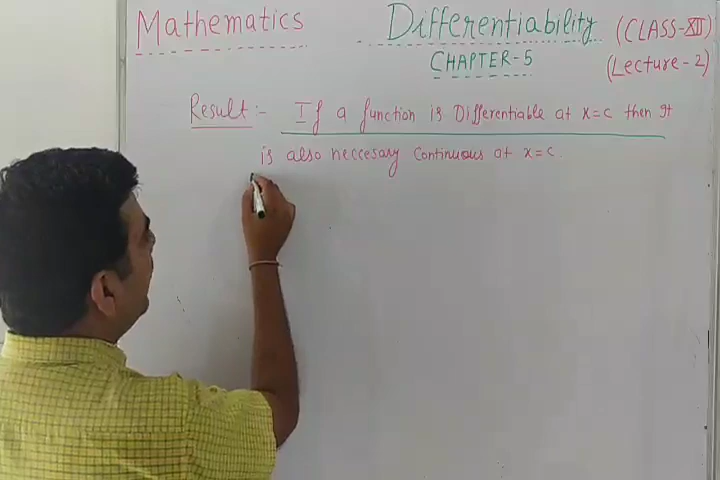 Mathematics
Differentiability (CLASS-XII)
CHAPTER-5 (Lecture-2)
Result:- If a function is Differentiable at x=c then it
is also neccesary Continuous at x=c.